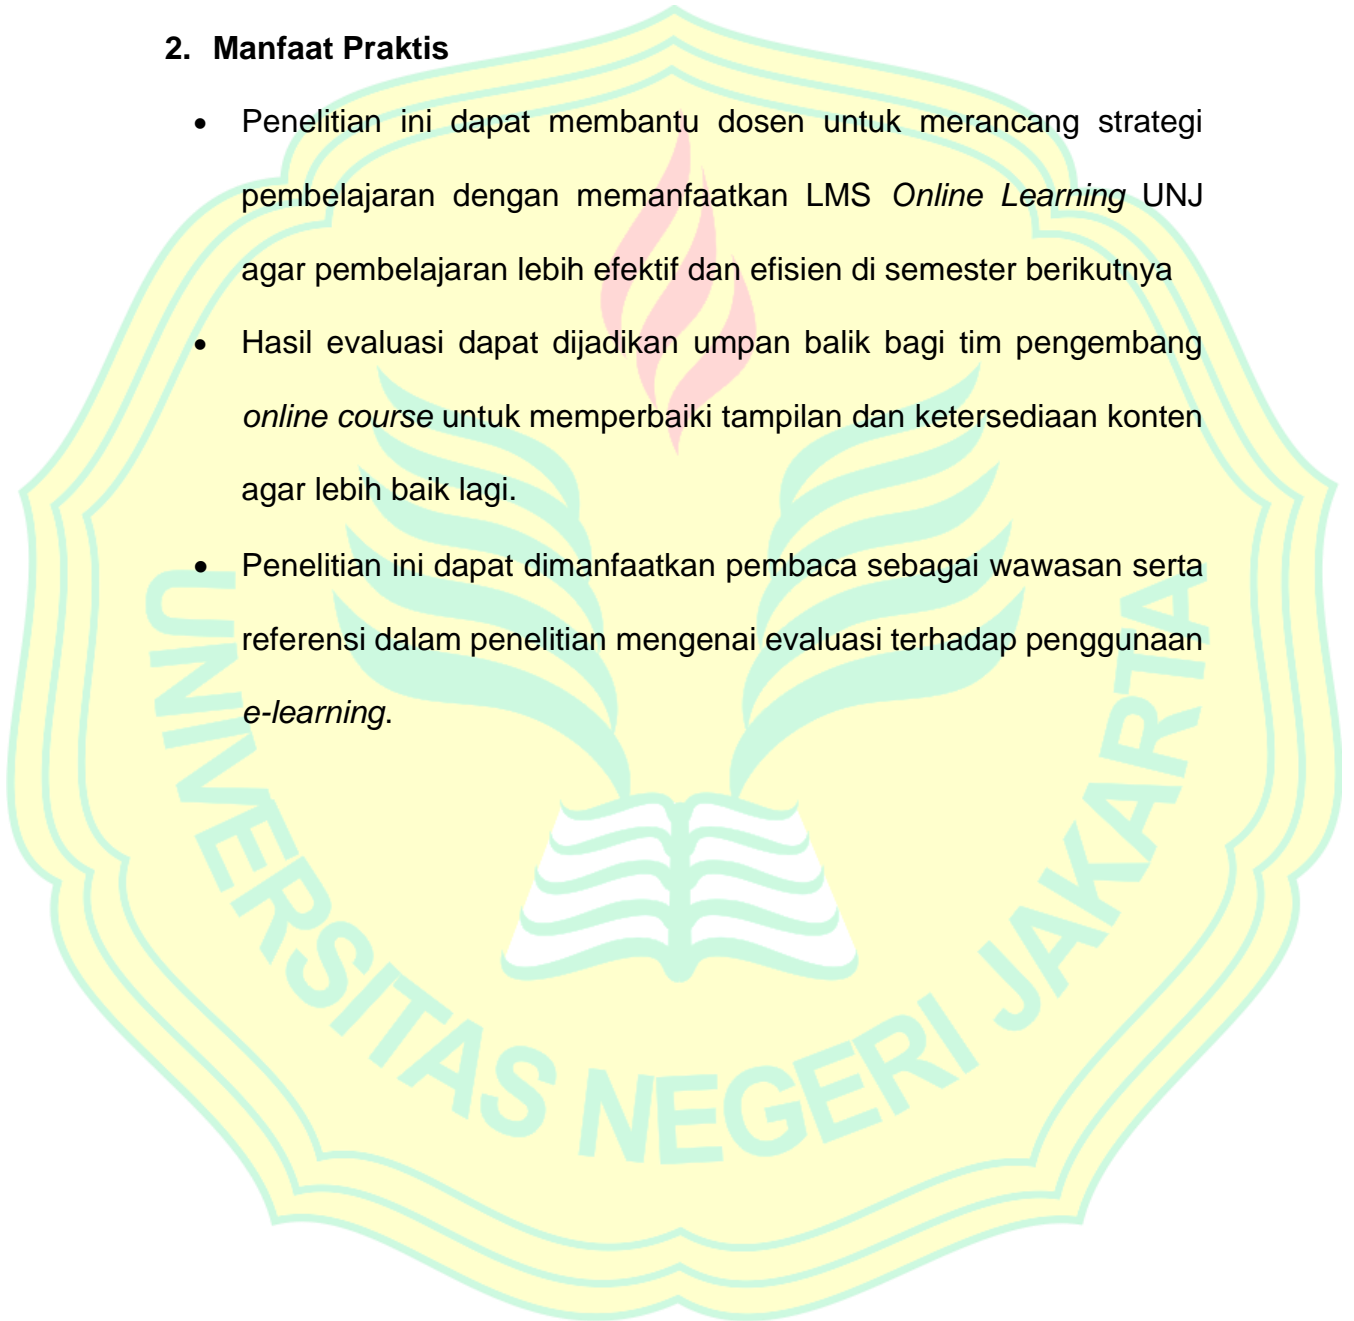 2. Manfaat Praktis
• Penelitian ini dapat membantu dosen untuk merancang strategi
pembelajaran dengan memanfaatkan LMS Online Learning UNJ
agar pembelajaran lebih efektif dan efisien di semester berikutnya
• Hasil evaluasi dapat dijadikan umpan balik bagi tim pengembang
online course untuk memperbaiki tampilan dan ketersediaan konten
agar lebih baik lagi.
• Penelitian ini dapat dimanfaatkan pembaca sebagai wawasan serta
referensi dalam penelitian mengenai evaluasi terhadap penggunaan
e-learning.
UNIVERSITAS NEGERI JAKARTA